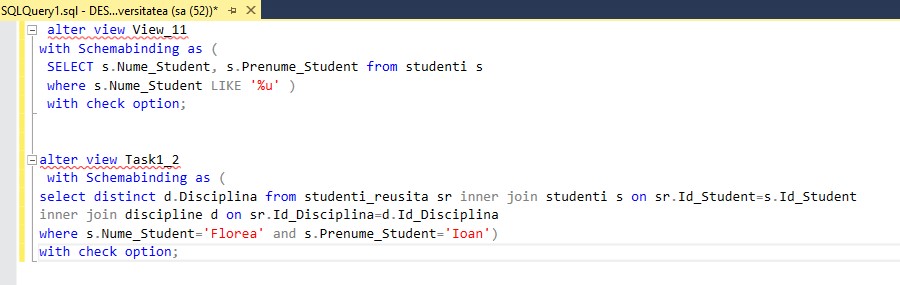 SQLQuery1.sql - DES...versitatea (sa (52))*
alter view View_11
with Schemabinding as (
SELECT s.Nume_Student, s.Prenume_Student from studenti s
where s.Nume_Student LIKE '%u' )
with check option;
alter view Task1_2
with Schemabinding as (
select distinct d.Disciplina from studenti_reusita sr inner join studenti s on sr.Id_Student=s.Id_Student
inner join discipline d on sr.Id_Disciplina=d.Id_Disciplina
where s.Nume_Student='Florea' and s.Prenume_Student='Ioan')
with check option;